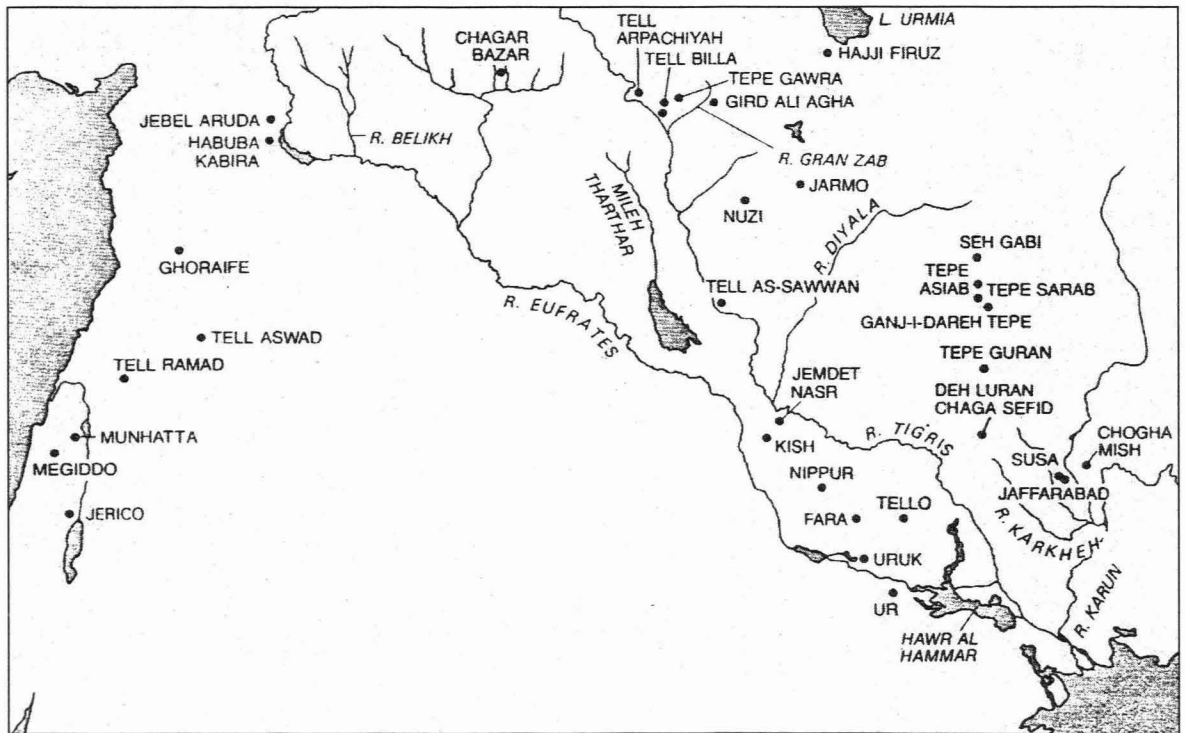 L. URMIA
TELL
ARPACHIYAH
HAJJI FIRUZ
CHAGAR
BAZAR
TELL BILLA
TEPE GAWRA
GIRD ALI AGHA
JEBEL ARUDA
HABUBA
KABIRA
R. BELIKH
R. GRAN ZAB
MILEH
THARTHAR
JARMO
NUZI
R. DIYALA
GHORAIFE
SEH GABI
TEPE
ASIAB
TEPE SARAB
GANJ-I-DAREH TEPE
TELL AS-SAWWAN
R. EUFRATES
TELL ASWAD
TELL RAMAD
TEPE GURAN
JEMDET
NASR
DEH LURAN
CHAGA SEFID
MUNHATTA
MEGIDDO
KISH
R. TIGRIS
CHOGHA
MISH
SUSA
JAFFARABAD
NIPPUR
JERICO
FARA
TELLO
R. KARKHEH
URUK
UR
R. KARUN
HAWR AL
HAMMAR